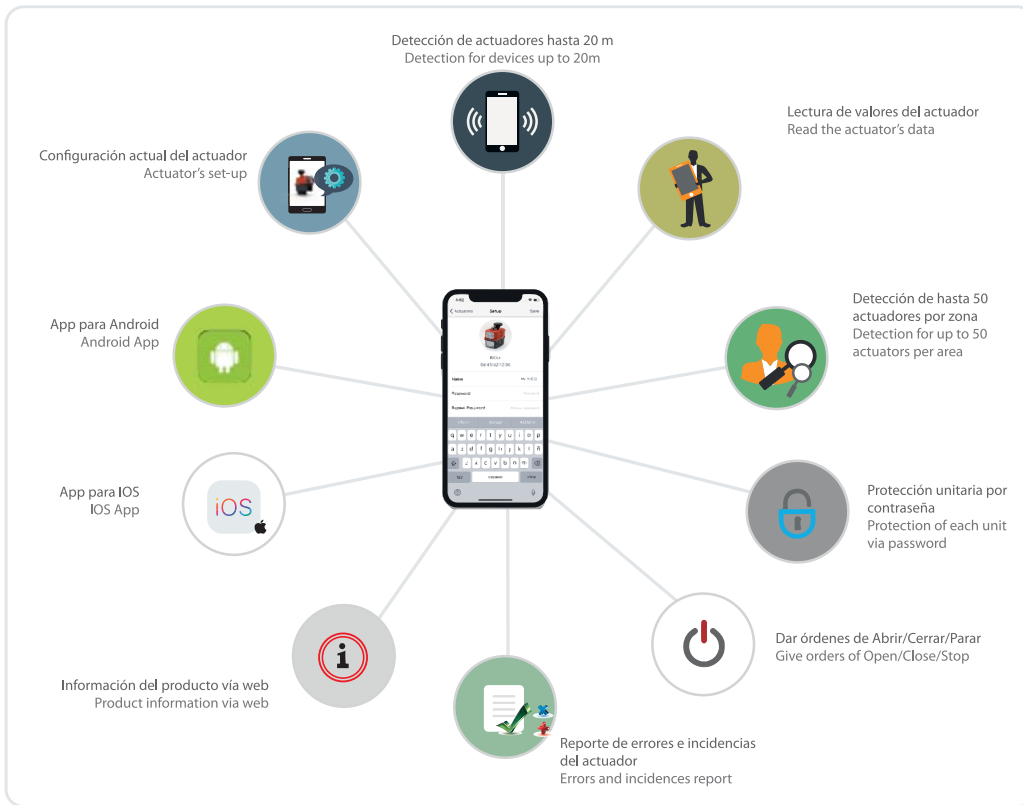 Detección de actuadores hasta 20 m
Detection for devices up to 20m
Lectura de valores del actuador
Read the actuator's data
Configuración actual del actuador
Actuator's set-up
Detección de hasta 50
actuadores por zona
Detection for up to 50
actuators per area
App para Android
Android App
Actuators Setup Save
Name
Password
Repeat Password
q w e r t y u i o p
App para IOS
IOS App
iOS
Protección unitaria por
contraseña
Protection of each unit
via password
Dar órdenes de Abrir/Cerrar/Parar
Give orders of Open/Close/Stop
i
Información del producto vía web
Product information via web
Reporte de errores e incidencias
del actuador
Errors and incidences report